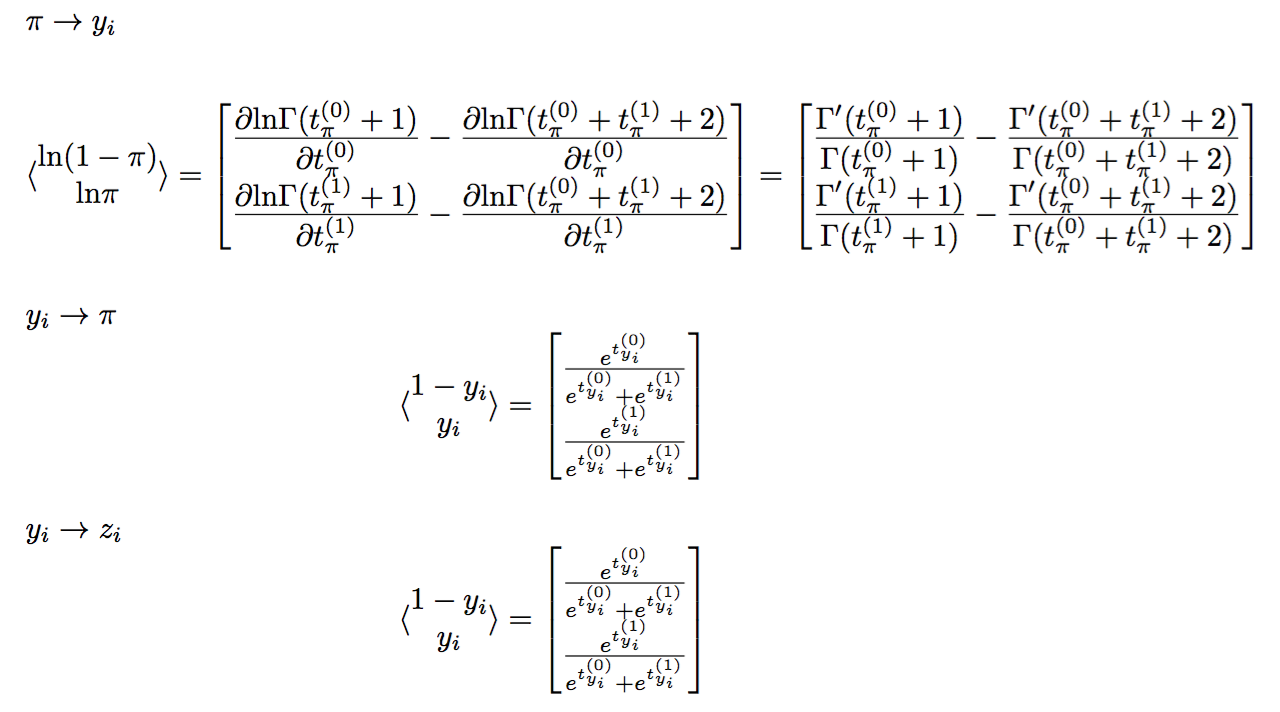 π → y_i
⟨ ln(1 − π) lnπ ⟩ = [ ∂lnΓ(t_π^(0) + 1) / ∂t_π^(0) − ∂lnΓ(t_π^(0) + t_π^(1) + 2) / ∂t_π^(0) ; ∂lnΓ(t_π^(1) + 1) / ∂t_π^(1) − ∂lnΓ(t_π^(0) + t_π^(1) + 2) / ∂t_π^(1) ] = [ Γ′(t_π^(0) + 1) / Γ(t_π^(0) + 1) − Γ′(t_π^(0) + t_π^(1) + 2) / Γ(t_π^(0) + t_π^(1) + 2) ; Γ′(t_π^(1) + 1) / Γ(t_π^(1) + 1) − Γ′(t_π^(0) + t_π^(1) + 2) / Γ(t_π^(0) + t_π^(1) + 2) ]
y_i → π
⟨ 1 − y_i y_i ⟩ = [ e^{t_{y_i}^(0)} / e^{t_{y_i}^(0)} + e^{t_{y_i}^(1)} ; e^{t_{y_i}^(1)} / e^{t_{y_i}^(0)} + e^{t_{y_i}^(1)} ]
y_i → z_i
⟨ 1 − y_i y_i ⟩ = [ e^{t_{y_i}^(0)} / e^{t_{y_i}^(0)} + e^{t_{y_i}^(1)} ; e^{t_{y_i}^(1)} / e^{t_{y_i}^(0)} + e^{t_{y_i}^(1)} ]